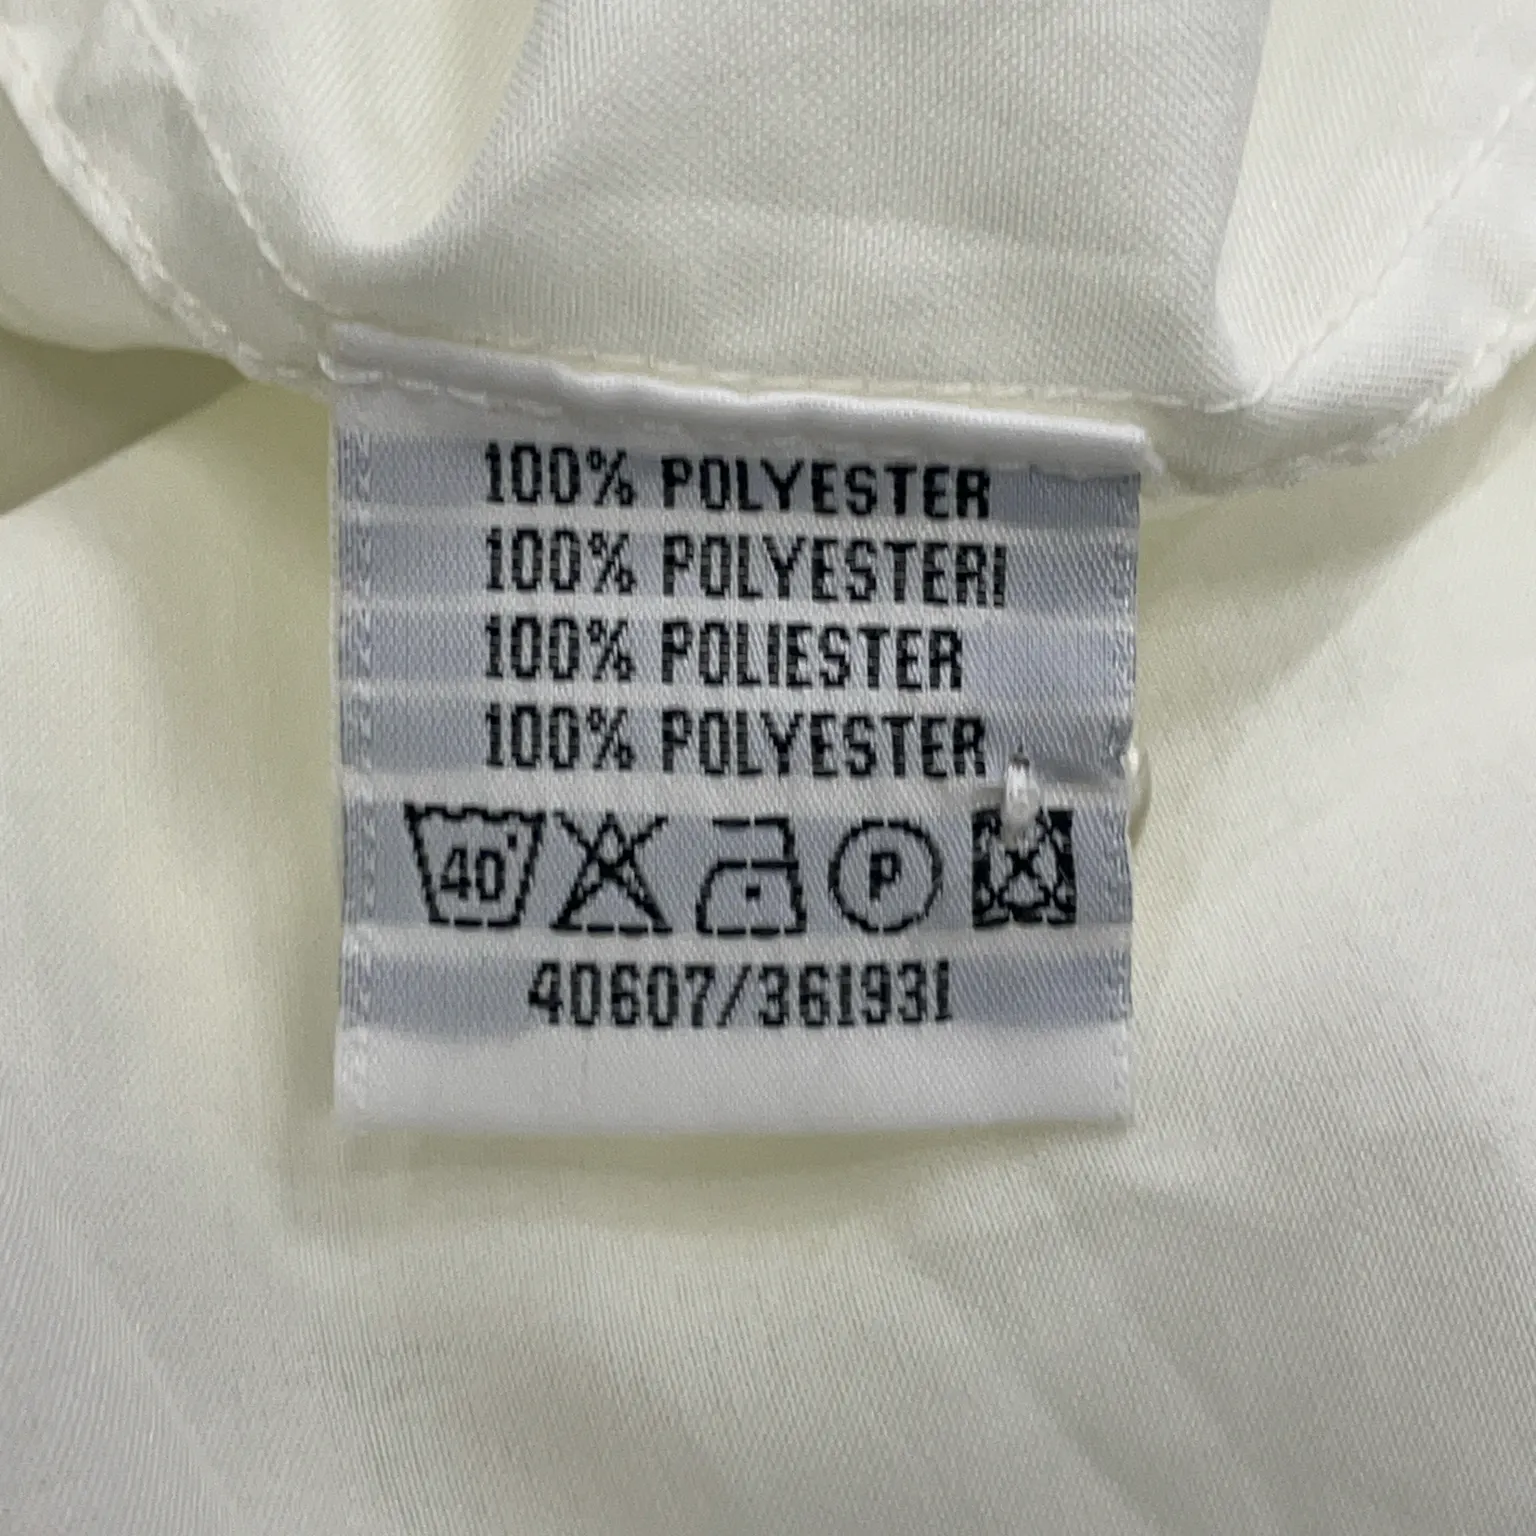 100% POLYESTER
100% POLYESTERI
100% POLIESTER
100% POLYESTER
40°
P
40607/361931